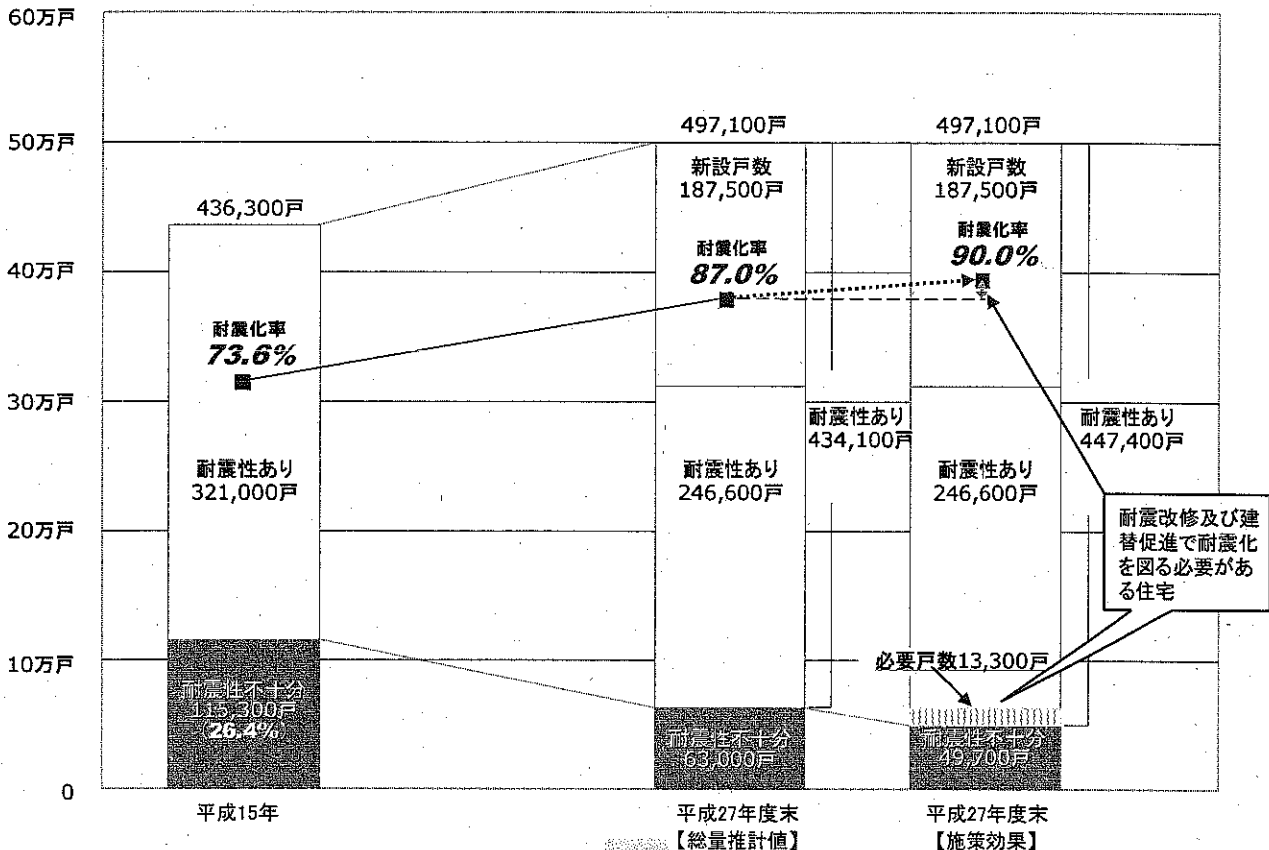 60万戸
50万戸
40万戸
30万戸
20万戸
10万戸
0
436,300戸
耐震化率
73.6%
耐震性あり
321,000戸
耐震性不十分
115,300戸
(26.4%)
平成15年
497,100戸
新設戸数
187,500戸
耐震化率
87.0%
耐震性あり
246,600戸
耐震性不十分
63,000戸
平成27年度末
【総量推計値】
耐震性あり
434,100戸
497,100戸
新設戸数
187,500戸
耐震化率
90.0%
耐震性あり
246,600戸
必要戸数13,300戸
耐震性不十分
49,700戸
平成27年度末
【施策効果】
耐震性あり
447,400戸
耐震改修及び建
替促進で耐震化
を図る必要があ
る住宅